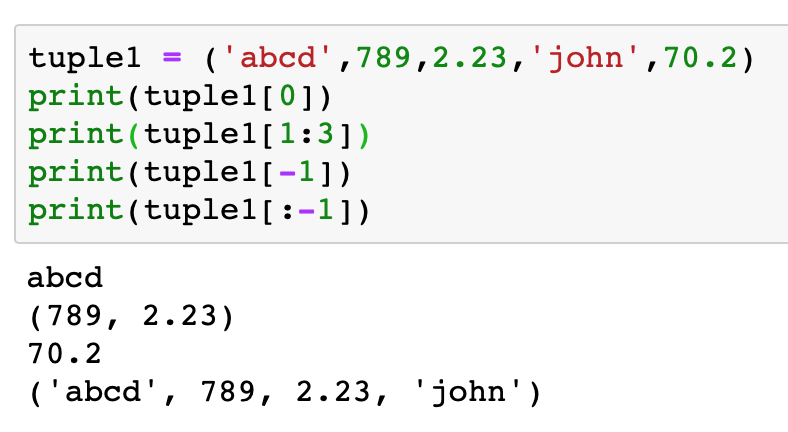 tuple1 = ('abcd',789,2.23,'john',70.2)
print(tuple1[0])
print(tuple1[1:3])
print(tuple1[-1])
print(tuple1[:-1])
abcd
(789, 2.23)
70.2
('abcd', 789, 2.23, 'john')